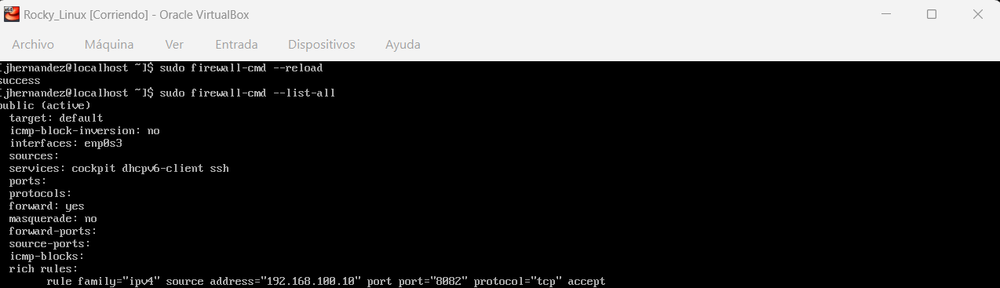 Rocky_Linux [Corriendo] - Oracle VirtualBox
Archivo Máquina Ver Entrada Dispositivos Ayuda
[jhernandez@localhost ~]$ sudo firewall-cmd --reload
success
[jhernandez@localhost ~]$ sudo firewall-cmd --list-all
public (active)
  target: default
  icmp-block-inversion: no
  interfaces: enp0s3
  sources:
  services: cockpit dhcpv6-client ssh
  ports:
  protocols:
  forward: yes
  masquerade: no
  forward-ports:
  source-ports:
  icmp-blocks:
  rich rules:
        rule family="ipv4" source address="192.168.100.10" port port="8082" protocol="tcp" accept